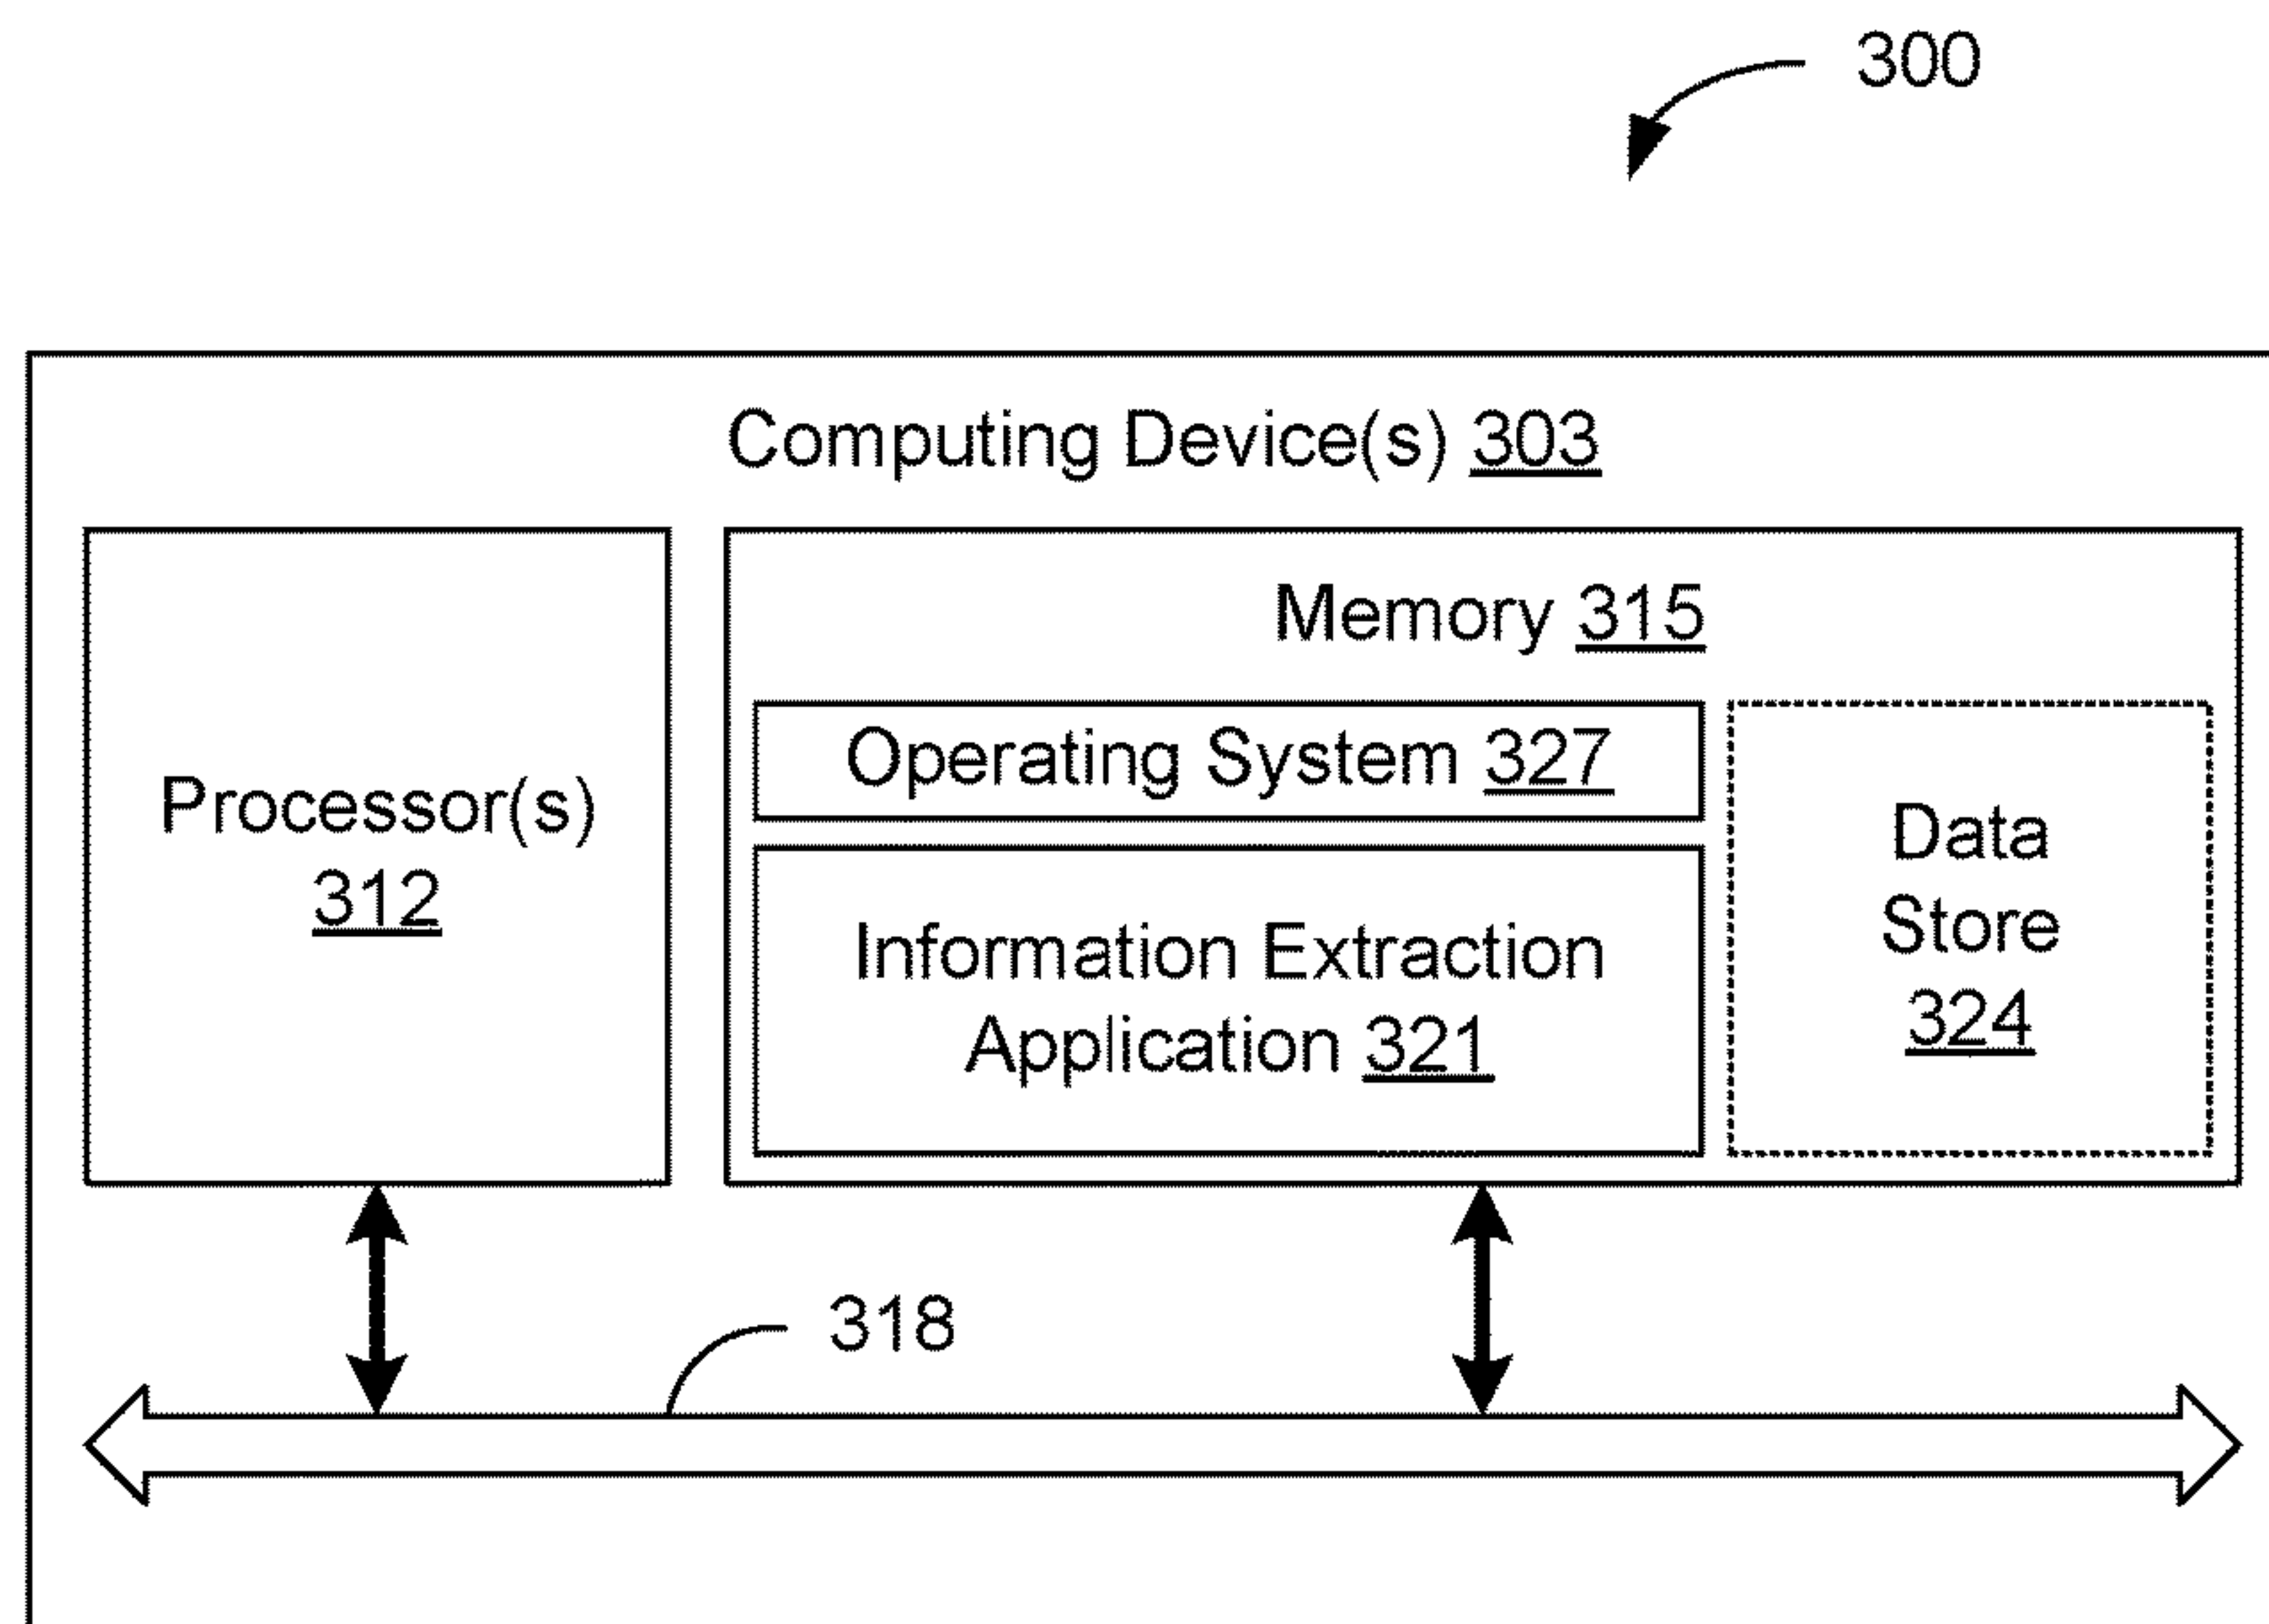 300
Computing Device(s) 303
Processor(s)
312
Memory 315
Operating System 327
Information Extraction
Application 321
Data
Store
324
318